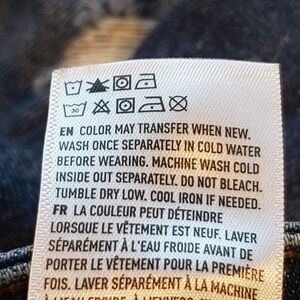 EN COLOR MAY TRANSFER WHEN NEW.
WASH ONCE SEPARATELY IN COLD WATER
BEFORE WEARING. MACHINE WASH COLD
INSIDE OUT SEPARATELY. DO NOT BLEACH.
TUMBLE DRY LOW. COOL IRON IF NEEDED.
FR LA COULEUR PEUT DÉTEINDRE
LORSQUE LE VÊTEMENT EST NEUF. LAVER
SÉPARÉMENT À L'EAU FROIDE AVANT DE
PORTER LE VÊTEMENT POUR LA PREMIÈRE
FOIS. LAVER SÉPARÉMENT À LA MACHINE
À L'EAU FROIDE, À L'ENVERS